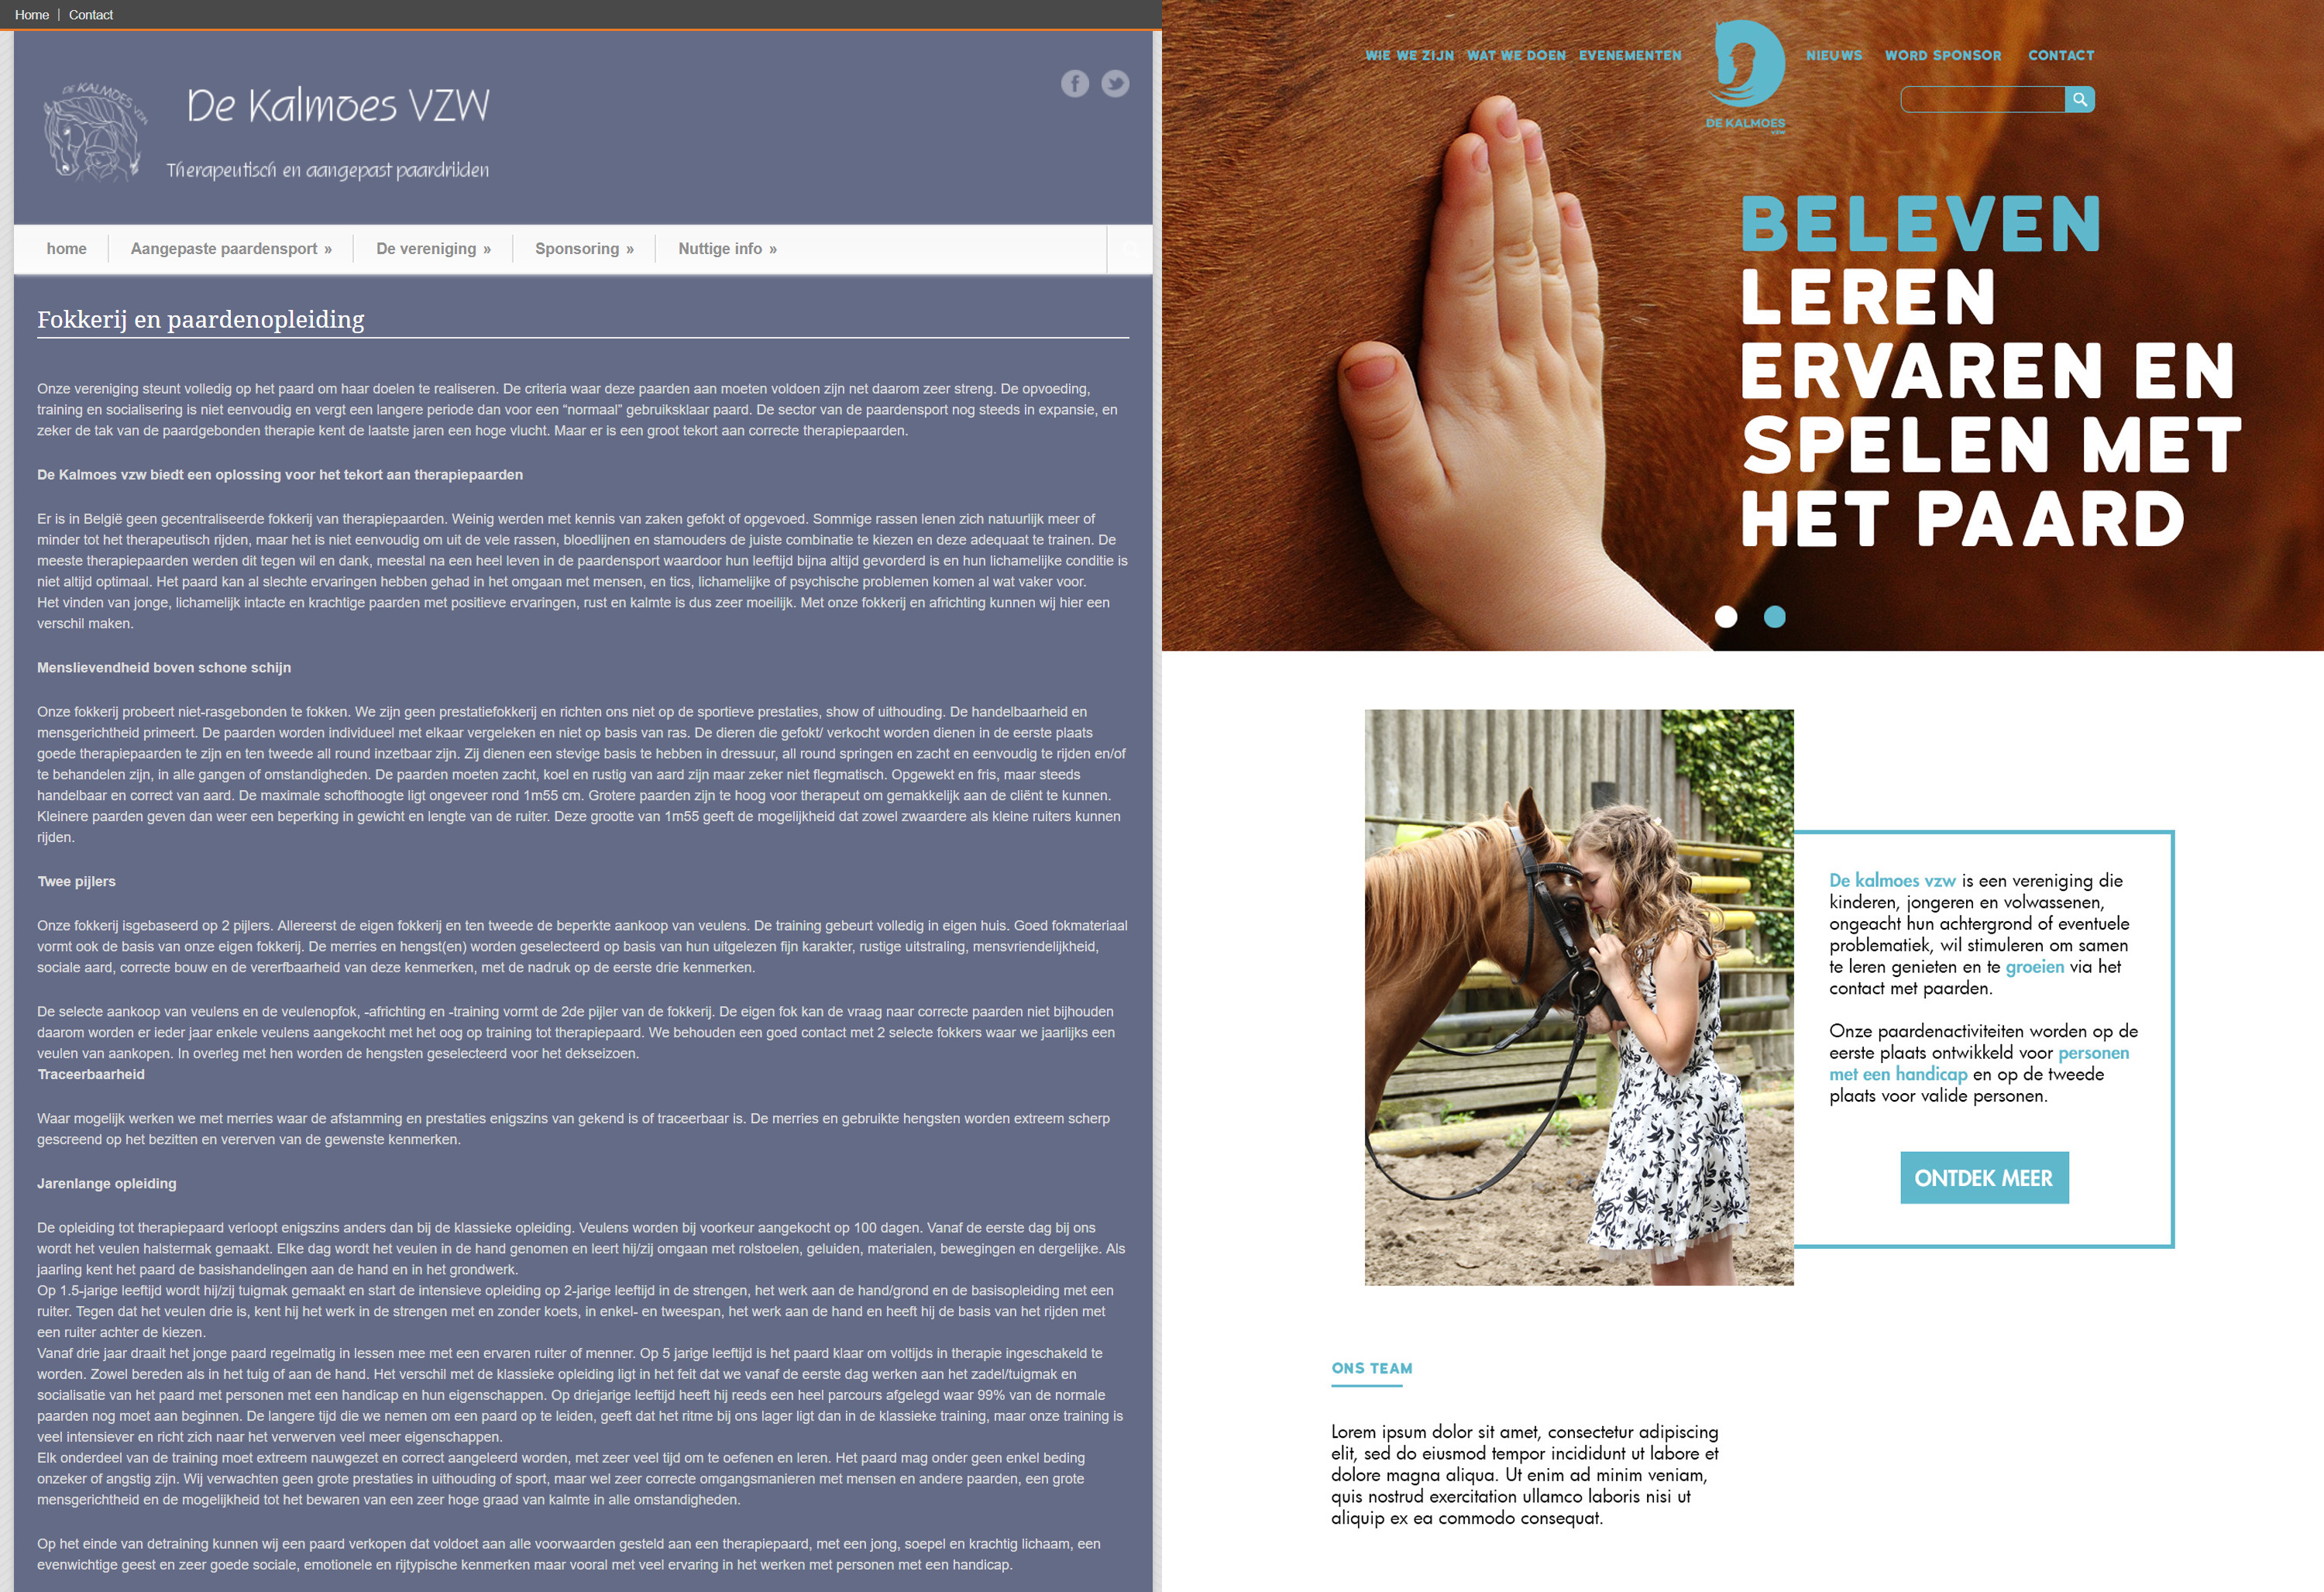 Home | Contact
DE KALMOES VZW
De Kalmoes VZW
Therapeutisch en aangepast paardrijden
home
Aangepaste paardensport »
De vereniging »
Sponsoring »
Nuttige info »
Fokkerij en paardenopleiding
Onze vereniging steunt volledig op het paard om haar doelen te realiseren. De criteria waar deze paarden aan moeten voldoen zijn net daarom zeer streng. De opvoeding,
training en socialisering is niet eenvoudig en vergt een langere periode dan voor een “normaal” gebruiksklaar paard. De sector van de paardensport nog steeds in expansie, en
zeker de tak van de paardgebonden therapie kent de laatste jaren een hoge vlucht. Maar er is een groot tekort aan correcte therapiepaarden.
De Kalmoes vzw biedt een oplossing voor het tekort aan therapiepaarden
Er is in België geen gecentraliseerde fokkerij van therapiepaarden. Weinig werden met kennis van zaken gefokt of opgevoed. Sommige rassen lenen zich natuurlijk meer of
minder tot het therapeutisch rijden, maar het is niet eenvoudig om uit de vele rassen, bloedlijnen en stamouders de juiste combinatie te kiezen en deze adequaat te trainen. De
meeste therapiepaarden werden dit tegen wil en dank, meestal na een heel leven in de paardensport waardoor hun leeftijd bijna altijd gevorderd is en hun lichamelijke conditie is
niet altijd optimaal. Het paard kan al slechte ervaringen hebben gehad in het omgaan met mensen, en tics, lichamelijke of psychische problemen komen al wat vaker voor.
Het vinden van jonge, lichamelijk intacte en krachtige paarden met positieve ervaringen, rust en kalmte is dus zeer moeilijk. Met onze fokkerij en africhting kunnen wij hier een
verschil maken.
Menslievendheid boven schone schijn
Onze fokkerij probeert niet-rasgebonden te fokken. We zijn geen prestatiefokkerij en richten ons niet op de sportieve prestaties, show of uithouding. De handelbaarheid en
mensgerichtheid primeert. De paarden worden individueel met elkaar vergeleken en niet op basis van ras. De dieren die gefokt/ verkocht worden dienen in de eerste plaats
goede therapiepaarden te zijn en ten tweede all round inzetbaar zijn. Zij dienen een stevige basis te hebben in dressuur, all round springen en zacht en eenvoudig te rijden en/of
te behandelen zijn, in alle gangen of omstandigheden. De paarden moeten zacht, koel en rustig van aard zijn maar zeker niet flegmatisch. Opgewekt en fris, maar steeds
handelbaar en correct van aard. De maximale schofthoogte ligt ongeveer rond 1m55 cm. Grotere paarden zijn te hoog voor therapeut om gemakkelijk aan de cliënt te kunnen.
Kleinere paarden geven dan weer een beperking in gewicht en lengte van de ruiter. Deze grootte van 1m55 geeft de mogelijkheid dat zowel zwaardere als kleine ruiters kunnen
rijden.
Twee pijlers
Onze fokkerij isgebaseerd op 2 pijlers. Allereerst de eigen fokkerij en ten tweede de beperkte aankoop van veulens. De training gebeurt volledig in eigen huis. Goed fokmateriaal
vormt ook de basis van onze eigen fokkerij. De merries en hengst(en) worden geselecteerd op basis van hun uitgelezen fijn karakter, rustige uitstraling, mensvriendelijkheid,
sociale aard, correcte bouw en de vererfbaarheid van deze kenmerken, met de nadruk op de eerste drie kenmerken.
De selecte aankoop van veulens en de veulenopfok, -africhting en -training vormt de 2de pijler van de fokkerij. De eigen fok kan de vraag naar correcte paarden niet bijhouden
daarom worden er ieder jaar enkele veulens aangekocht met het oog op training tot therapiepaard. We behouden een goed contact met 2 selecte fokkers waar we jaarlijks een
veulen van aankopen. In overleg met hen worden de hengsten geselecteerd voor het dekseizoen.
Traceerbaarheid
Waar mogelijk werken we met merries waar de afstamming en prestaties enigszins van gekend is of traceerbaar is. De merries en gebruikte hengsten worden extreem scherp
gescreend op het bezitten en vererven van de gewenste kenmerken.
Jarenlange opleiding
De opleiding tot therapiepaard verloopt enigszins anders dan bij de klassieke opleiding. Veulens worden bij voorkeur aangekocht op 100 dagen. Vanaf de eerste dag bij ons
wordt het veulen halstermak gemaakt. Elke dag wordt het veulen in de hand genomen en leert hij/zij omgaan met rolstoelen, geluiden, materialen, bewegingen en dergelijke. Als
jaarling kent het paard de basishandelingen aan de hand en in het grondwerk.
Op 1.5-jarige leeftijd wordt hij/zij tuigmak gemaakt en start de intensieve opleiding op 2-jarige leeftijd in de strengen, het werk aan de hand/grond en de basisopleiding met een
ruiter. Tegen dat het veulen drie is, kent hij het werk in de strengen met en zonder koets, in enkel- en tweespan, het werk aan de hand en heeft hij de basis van het rijden met
een ruiter achter de kiezen.
Vanaf drie jaar draait het jonge paard regelmatig in lessen mee met een ervaren ruiter of menner. Op 5 jarige leeftijd is het paard klaar om voltijds in therapie ingeschakeld te
worden. Zowel bereden als in het tuig of aan de hand. Het verschil met de klassieke opleiding ligt in het feit dat we vanaf de eerste dag werken aan het zadel/tuigmak en
socialisatie van het paard met personen met een handicap en hun eigenschappen. Op driejarige leeftijd heeft hij reeds een heel parcours afgelegd waar 99% van de normale
paarden nog moet aan beginnen. De langere tijd die we nemen om een paard op te leiden, geeft dat het ritme bij ons lager ligt dan in de klassieke training, maar onze training is
veel intensiever en richt zich naar het verwerven veel meer eigenschappen.
Elk onderdeel van de training moet extreem nauwgezet en correct aangeleerd worden, met zeer veel tijd om te oefenen en leren. Het paard mag onder geen enkel beding
onzeker of angstig zijn. Wij verwachten geen grote prestaties in uithouding of sport, maar wel zeer correcte omgangsmanieren met mensen en andere paarden, een grote
mensgerichtheid en de mogelijkheid tot het bewaren van een zeer hoge graad van kalmte in alle omstandigheden.
Op het einde van detraining kunnen wij een paard verkopen dat voldoet aan alle voorwaarden gesteld aan een therapiepaard, met een jong, soepel en krachtig lichaam, een
evenwichtige geest en zeer goede sociale, emotionele en rijtypische kenmerken maar vooral met veel ervaring in het werken met personen met een handicap.
WIE WE ZIJN
WAT WE DOEN
EVENEMENTEN
NIEUWS
WORD SPONSOR
CONTACT
DE KALMOES
vzw
BELEVEN
LEREN
ERVAREN EN
SPELEN MET
HET PAARD
De kalmoes vzw is een vereniging die
kinderen, jongeren en volwassenen,
ongeacht hun achtergrond of eventuele
problematiek, wil stimuleren om samen
te leren genieten en te groeien via het
contact met paarden.
Onze paardenactiviteiten worden op de
eerste plaats ontwikkeld voor personen
met een handicap en op de tweede
plaats voor valide personen.
ONTDEK MEER
ONS TEAM
Lorem ipsum dolor sit amet, consectetur adipiscing
elit, sed do eiusmod tempor incididunt ut labore et
dolore magna aliqua. Ut enim ad minim veniam,
quis nostrud exercitation ullamco laboris nisi ut
aliquip ex ea commodo consequat.